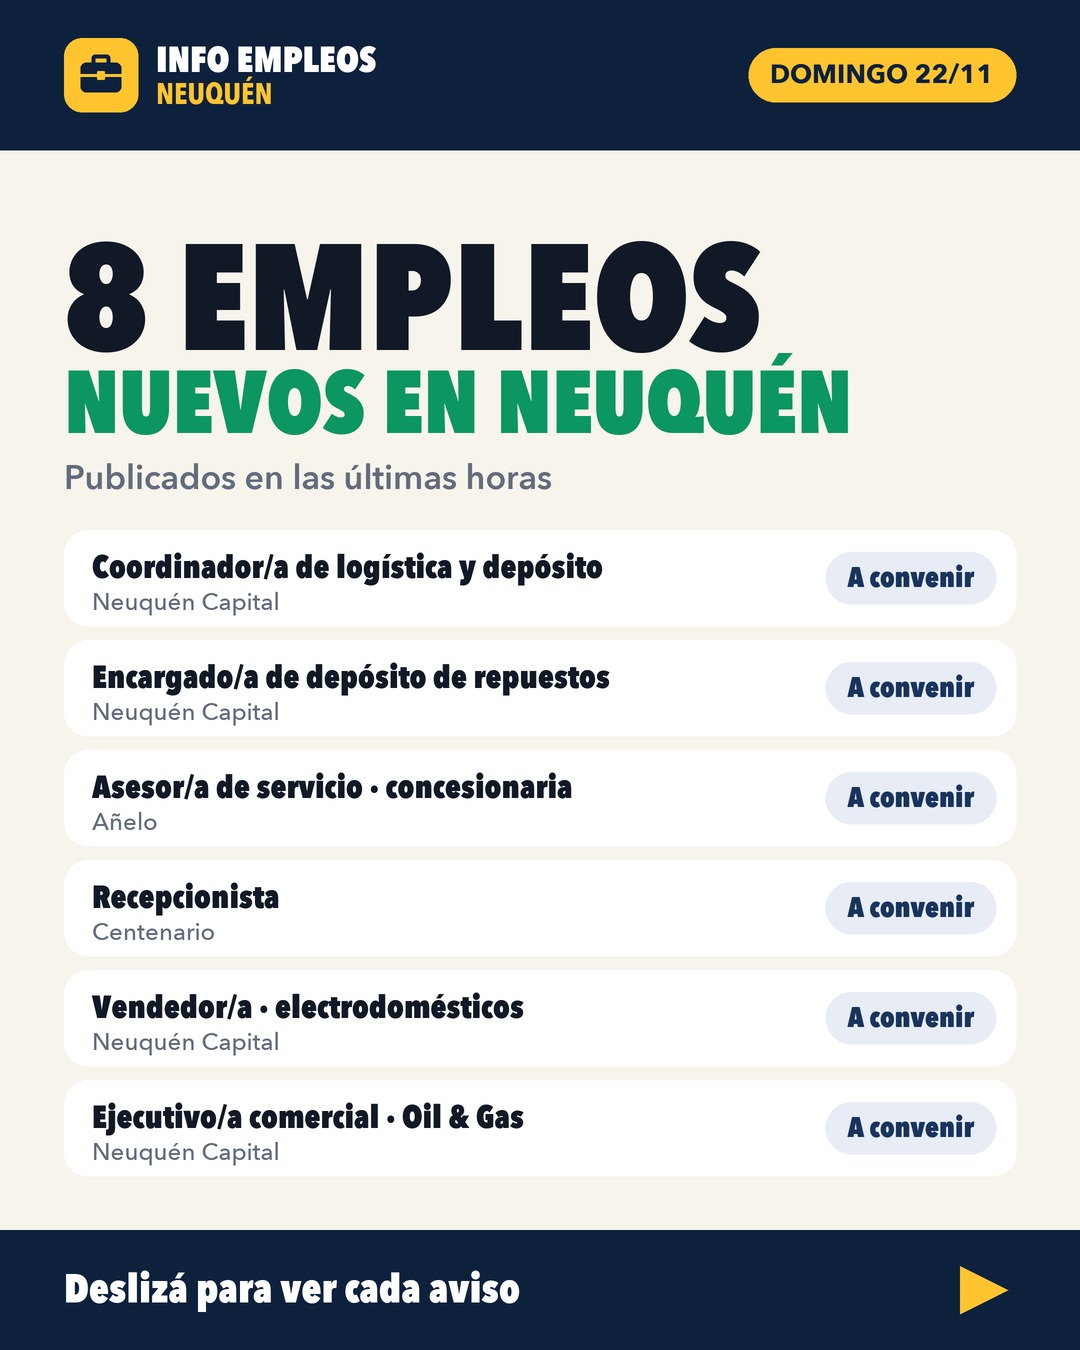 INFO EMPLEOS
NEUQUÉN
DOMINGO 22/11
8 EMPLEOS
NUEVOS EN NEUQUÉN
Publicados en las últimas horas
Coordinador/a de logística y depósito
Neuquén Capital
A convenir
Encargado/a de depósito de repuestos
Neuquén Capital
A convenir
Asesor/a de servicio · concesionaria
Añelo
A convenir
Recepcionista
Centenario
A convenir
Vendedor/a · electrodomésticos
Neuquén Capital
A convenir
Ejecutivo/a comercial · Oil & Gas
Neuquén Capital
A convenir
Deslizá para ver cada aviso